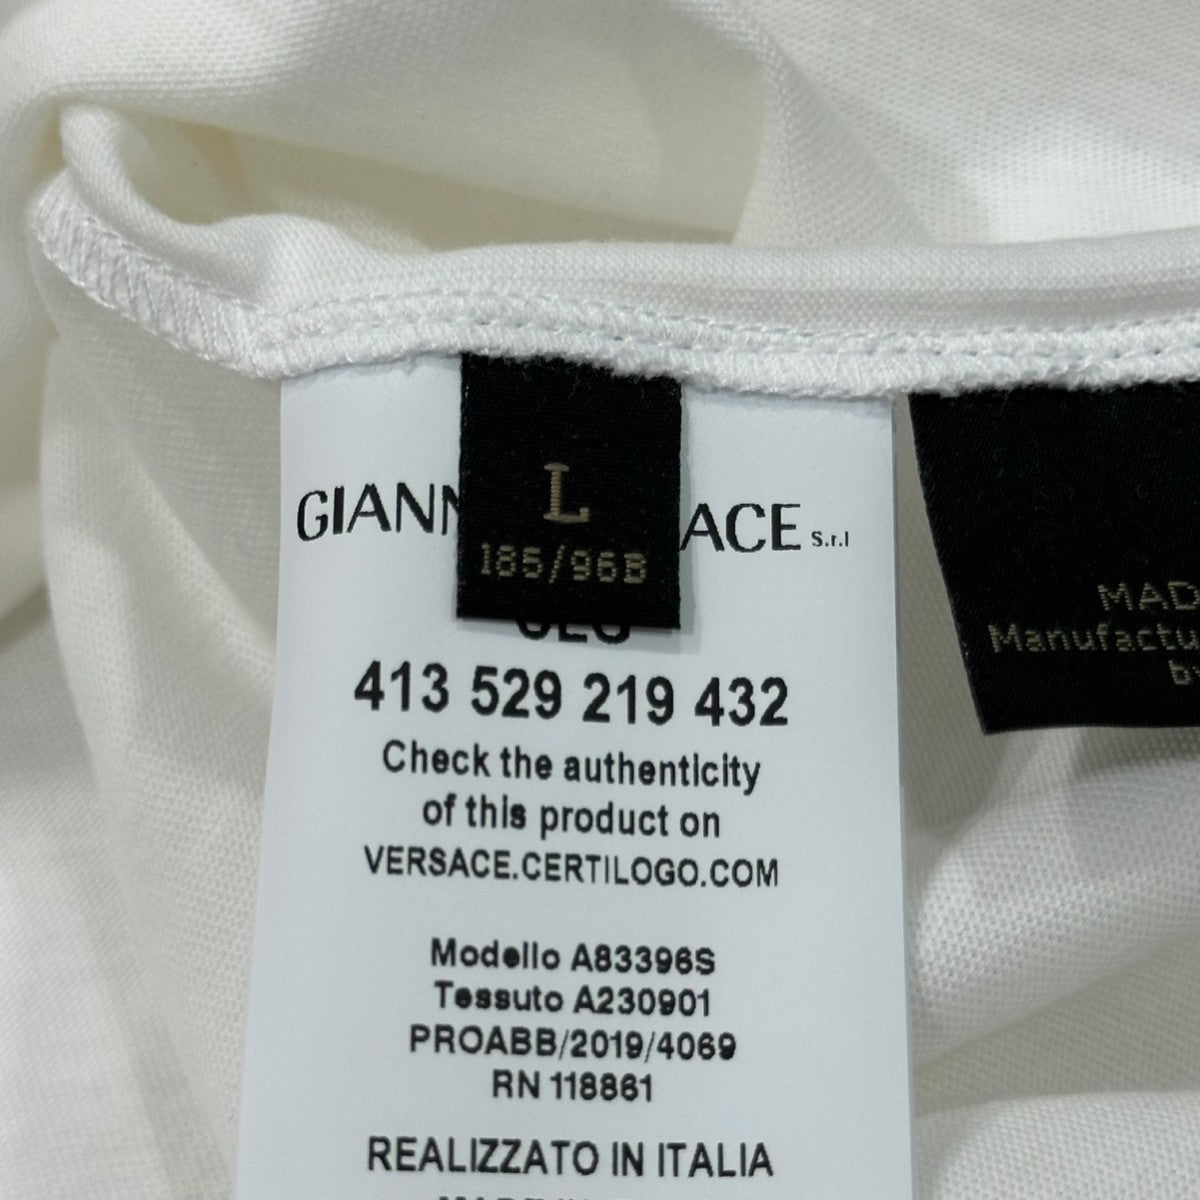 L
185/96B
GIANN ACE S.r.l
413 529 219 432
Check the authenticity
of this product on
VERSACE.CERTILOGO.COM
Modello A83396S
Tessuto A230901
PROABB/2019/4069
RN 118861
REALIZZATO IN ITALIA
MAD
Manufactu
by